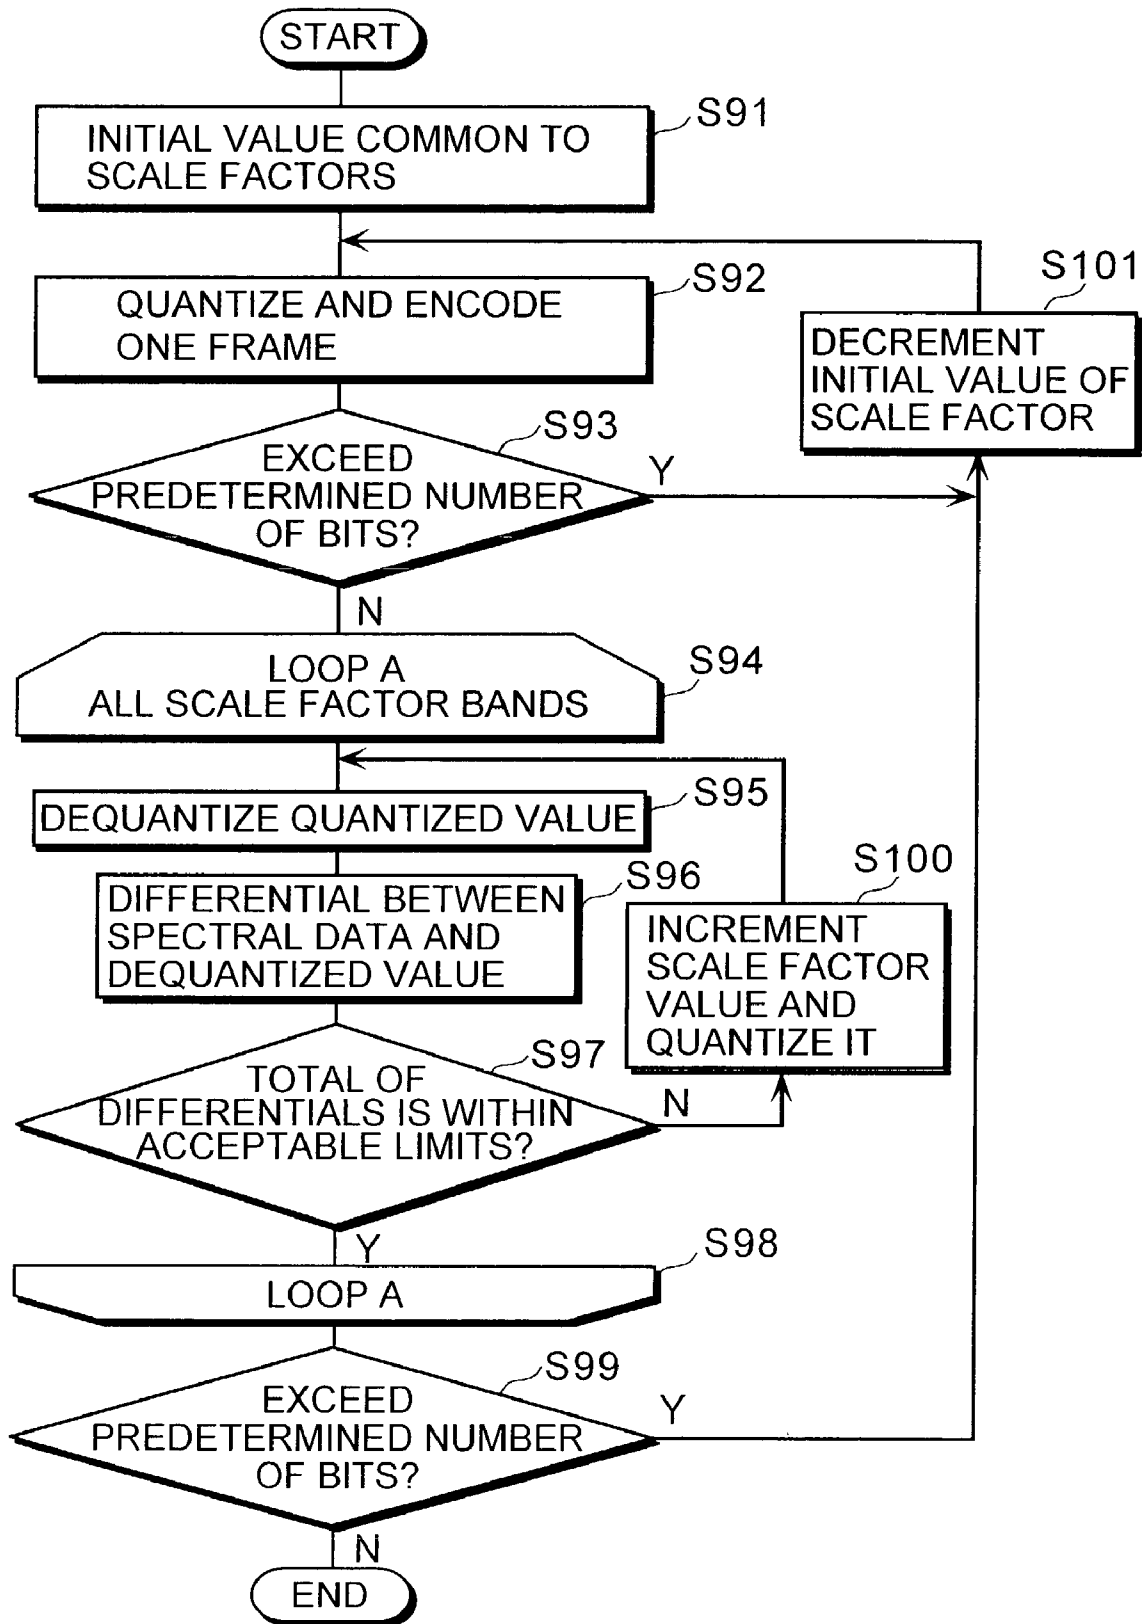 START
S91
INITIAL VALUE COMMON TO
SCALE FACTORS
S92
QUANTIZE AND ENCODE
ONE FRAME
S101
DECREMENT
INITIAL VALUE OF
SCALE FACTOR
S93
EXCEED
PREDETERMINED NUMBER
OF BITS?
Y
N
S94
LOOP A
ALL SCALE FACTOR BANDS
S95
DEQUANTIZE QUANTIZED VALUE
S96
DIFFERENTIAL BETWEEN
SPECTRAL DATA AND
DEQUANTIZED VALUE
S100
INCREMENT
SCALE FACTOR
VALUE AND
QUANTIZE IT
S97
TOTAL OF
DIFFERENTIALS IS WITHIN
ACCEPTABLE LIMITS?
N
Y
S98
LOOP A
S99
EXCEED
PREDETERMINED NUMBER
OF BITS?
Y
N
END